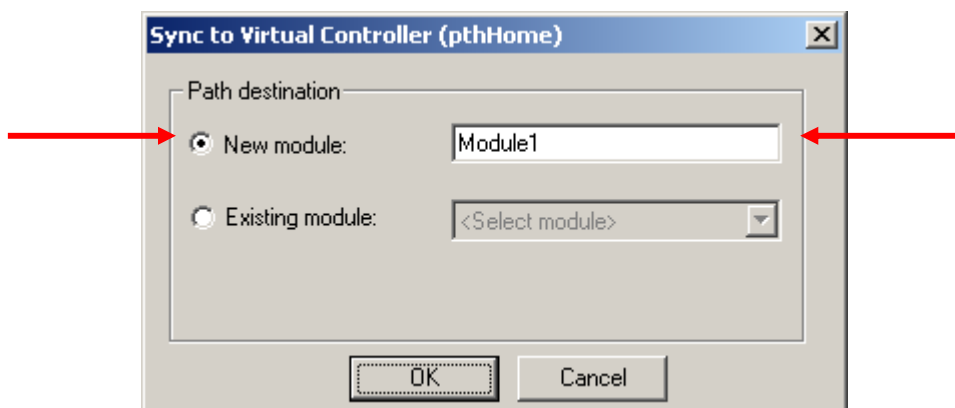 Sync to Virtual Controller (pthHome)
Path destination
New module: Module1
Existing module: <Select module>
OK Cancel